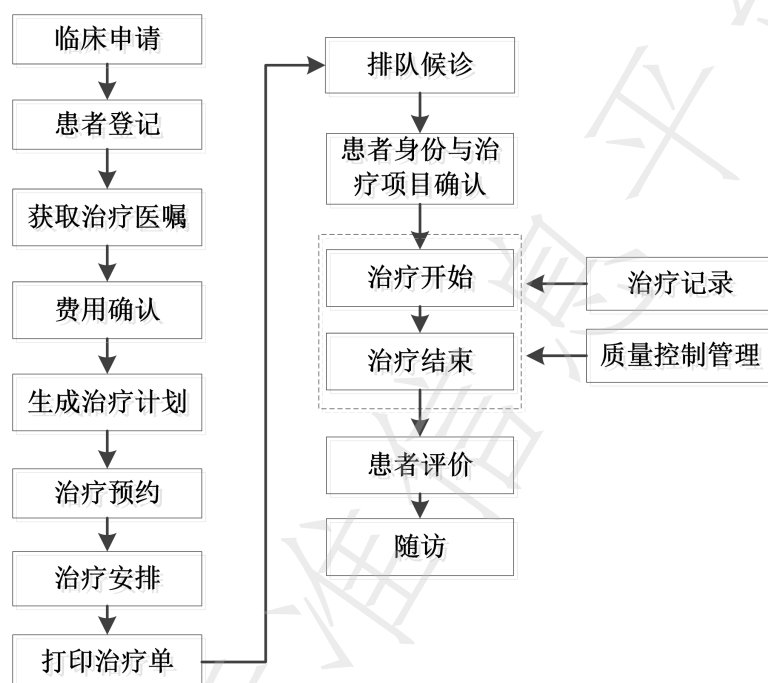 临床申请
患者登记
获取治疗医嘱
费用确认
生成治疗计划
治疗预约
治疗安排
打印治疗单
排队候诊
患者身份与治
疗项目确认
治疗开始
治疗结束
患者评价
随访
治疗记录
质量控制管理
准信息平